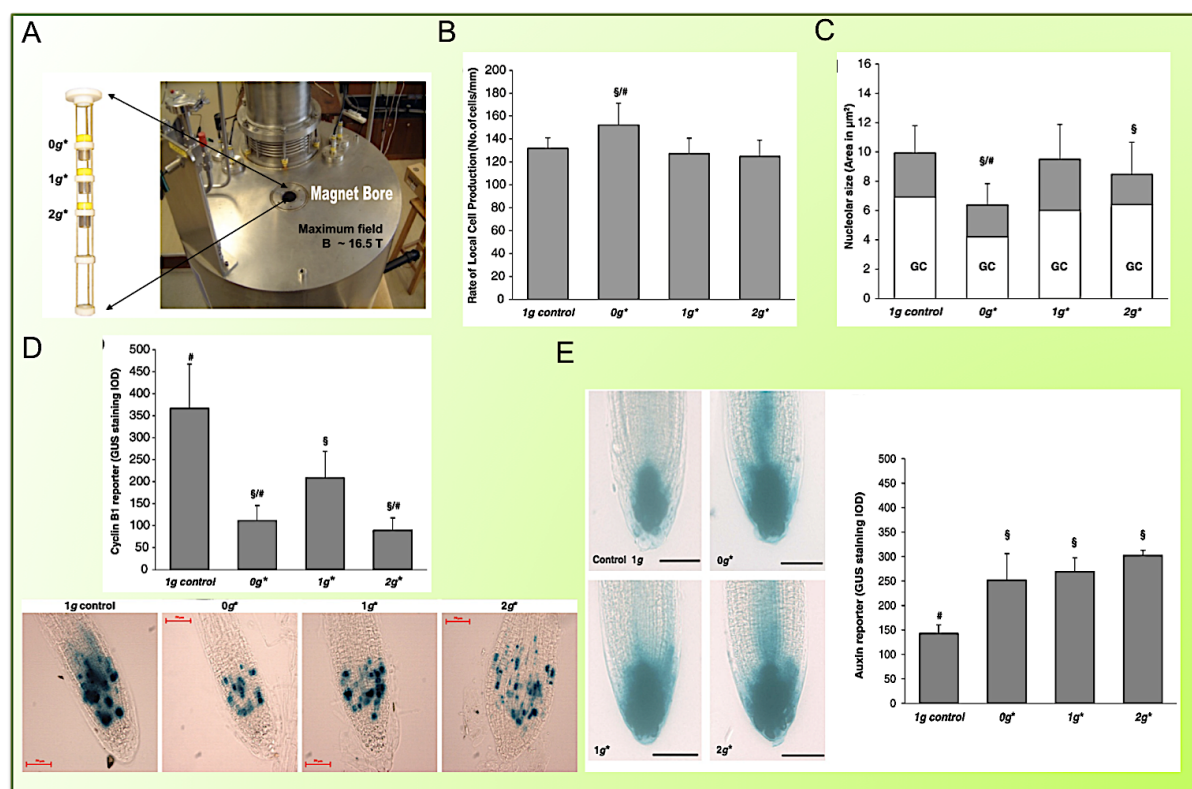 A
0g*
1g*
2g*
Magnet Bore
Maximum field
B ~ 16.5 T
B
Rate of Local Cell Production (No. of cells/mm)
200
180
160
140
120
100
80
60
40
20
0
§/#
1g control
0g*
1g*
2g*
C
Nucleolar size (Area in µm²)
16
14
12
10
8
6
4
2
0
§/#
§
GC
GC
GC
GC
1g control
0g*
1g*
2g*
D
Cyclin B1 reporter (GUS staining IOD)
500
450
400
350
300
250
200
150
100
50
0
#
§/#
§
§/#
1g control
0g*
1g*
2g*
1g control
0g*
1g*
2g*
E
Control 1g
0g*
1g*
2g*
Auxin reporter (GUS staining IOD)
500
450
400
350
300
250
200
150
100
50
0
#
§
§
§
1g control
0g*
1g*
2g*